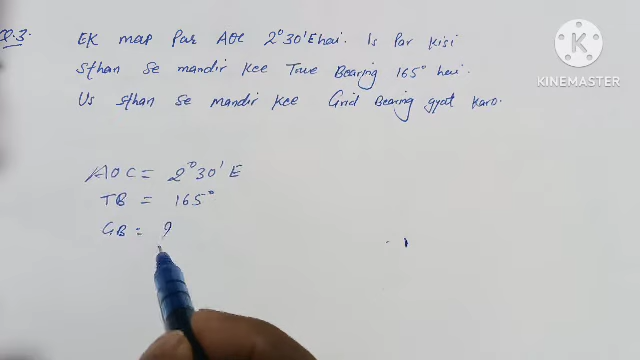 Q.3. EK map Par AOC 2°30'E hai. Is Par Kisi
Sthan Se mandir Kee True Bearing 165° hai.
Us Sthan Se mandir Kee Grid Bearing gyat Karo.
KINEMASTER
AOC = 2°30' E
TB = 165°
GB = ?